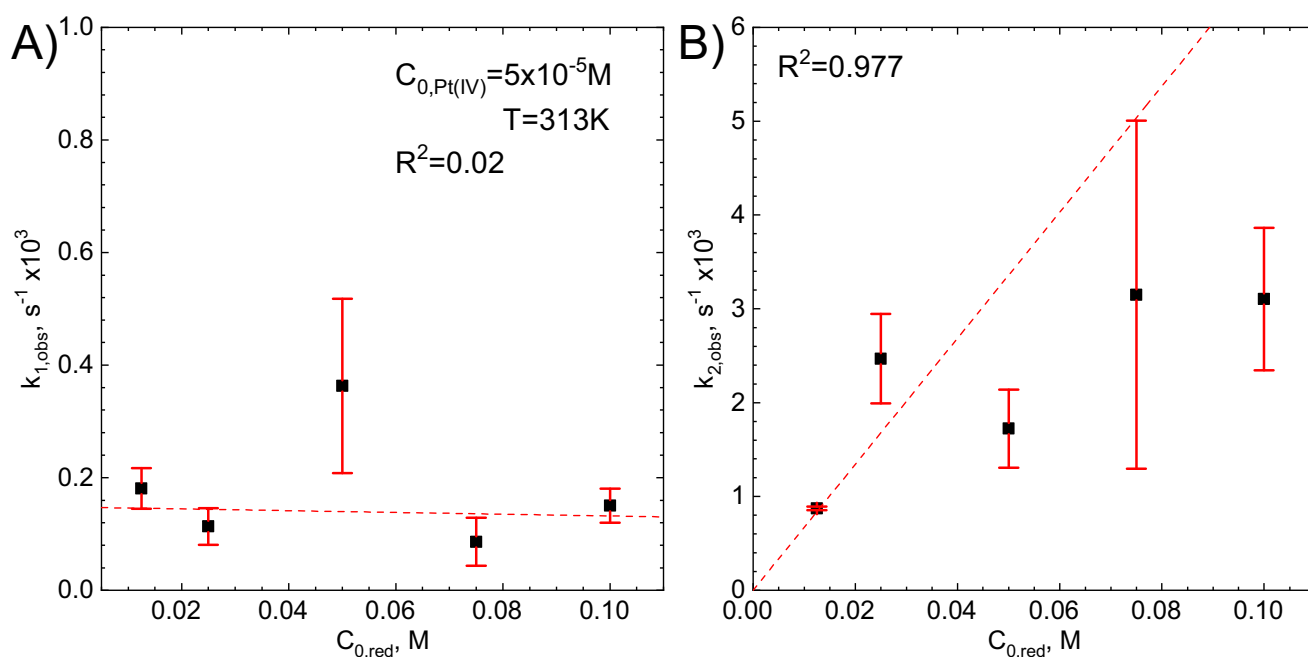 A)
C₀,Pt(IV)=5x10⁻⁵M
T=313K
R²=0.02
k₁,obs, s⁻¹ x10³
1.0
0.8
0.6
0.4
0.2
0.0
0.02 0.04 0.06 0.08 0.10
C₀,red, M
B)
R²=0.977
k₂,obs, s⁻¹ x10³
6
5
4
3
2
1
0
0.00 0.02 0.04 0.06 0.08 0.10
C₀,red, M